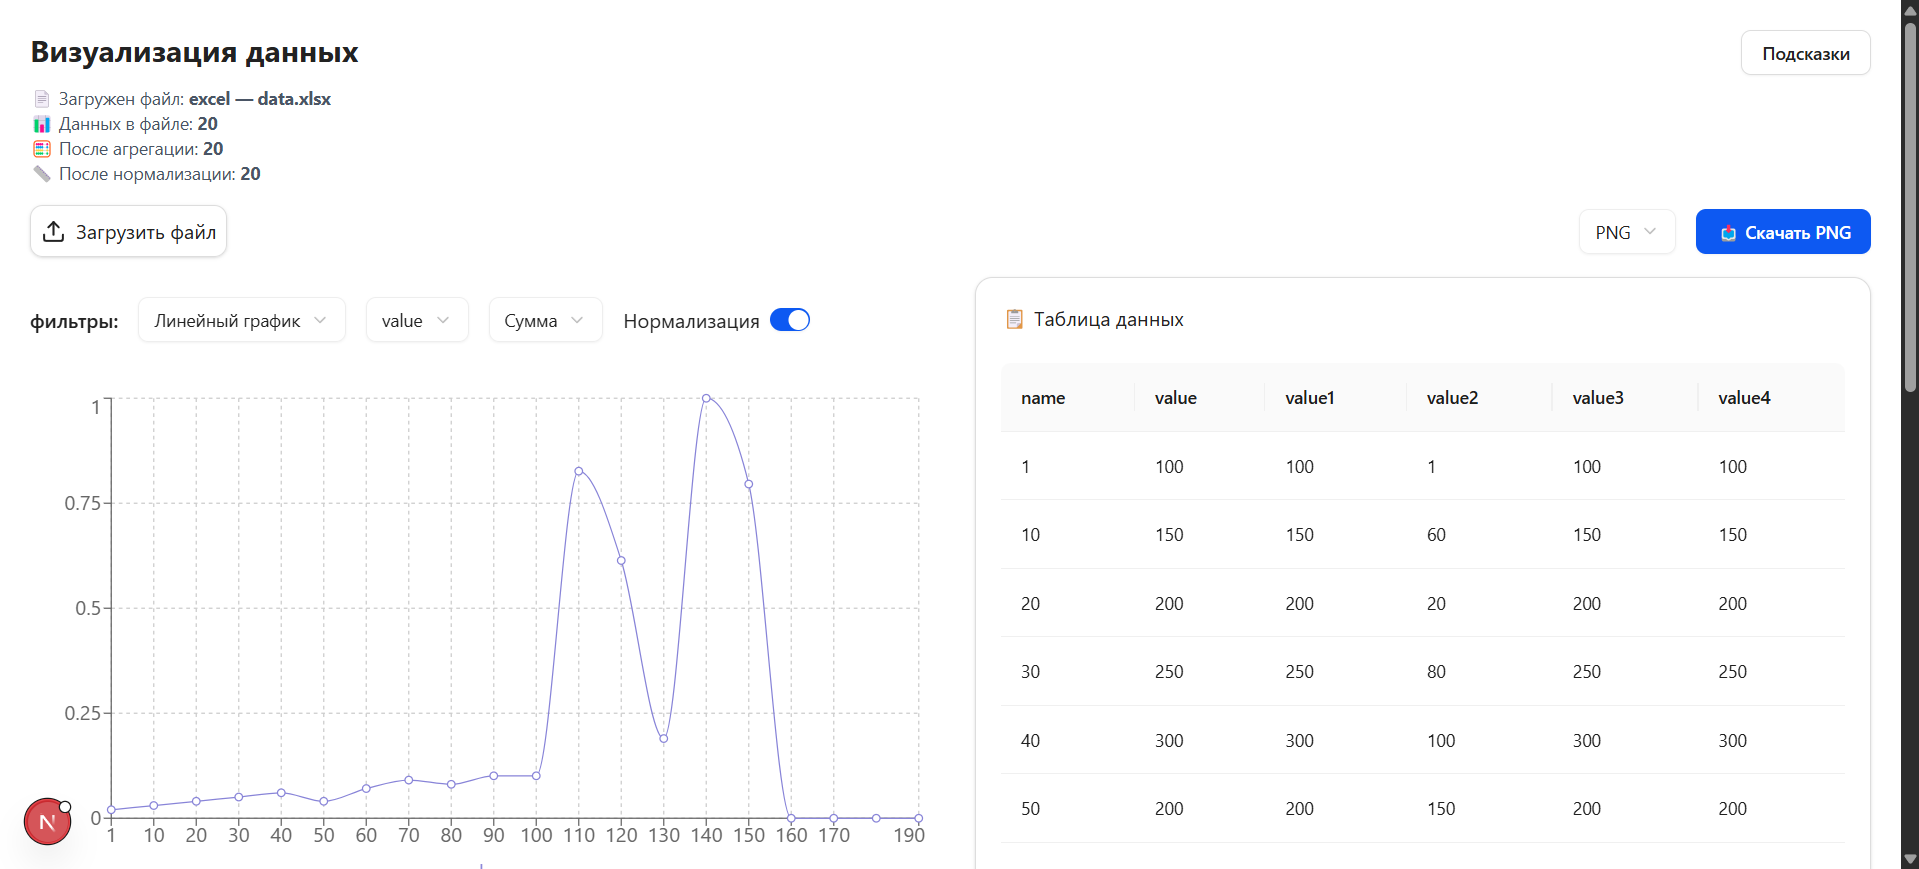 Визуализация данных
Подсказки
Загружен файл: excel — data.xlsx
Данных в файле: 20
После агрегации: 20
После нормализации: 20
Загрузить файл
PNG
Скачать PNG
фильтры:
Линейный график
value
Сумма
Нормализация
1
0.75
0.5
0.25
0
1 10 20 30 40 50 60 70 80 90 100 110 120 130 140 150 160 170 190
N
Таблица данных
name value value1 value2 value3 value4
1 100 100 1 100 100
10 150 150 60 150 150
20 200 200 20 200 200
30 250 250 80 250 250
40 300 300 100 300 300
50 200 200 150 200 200